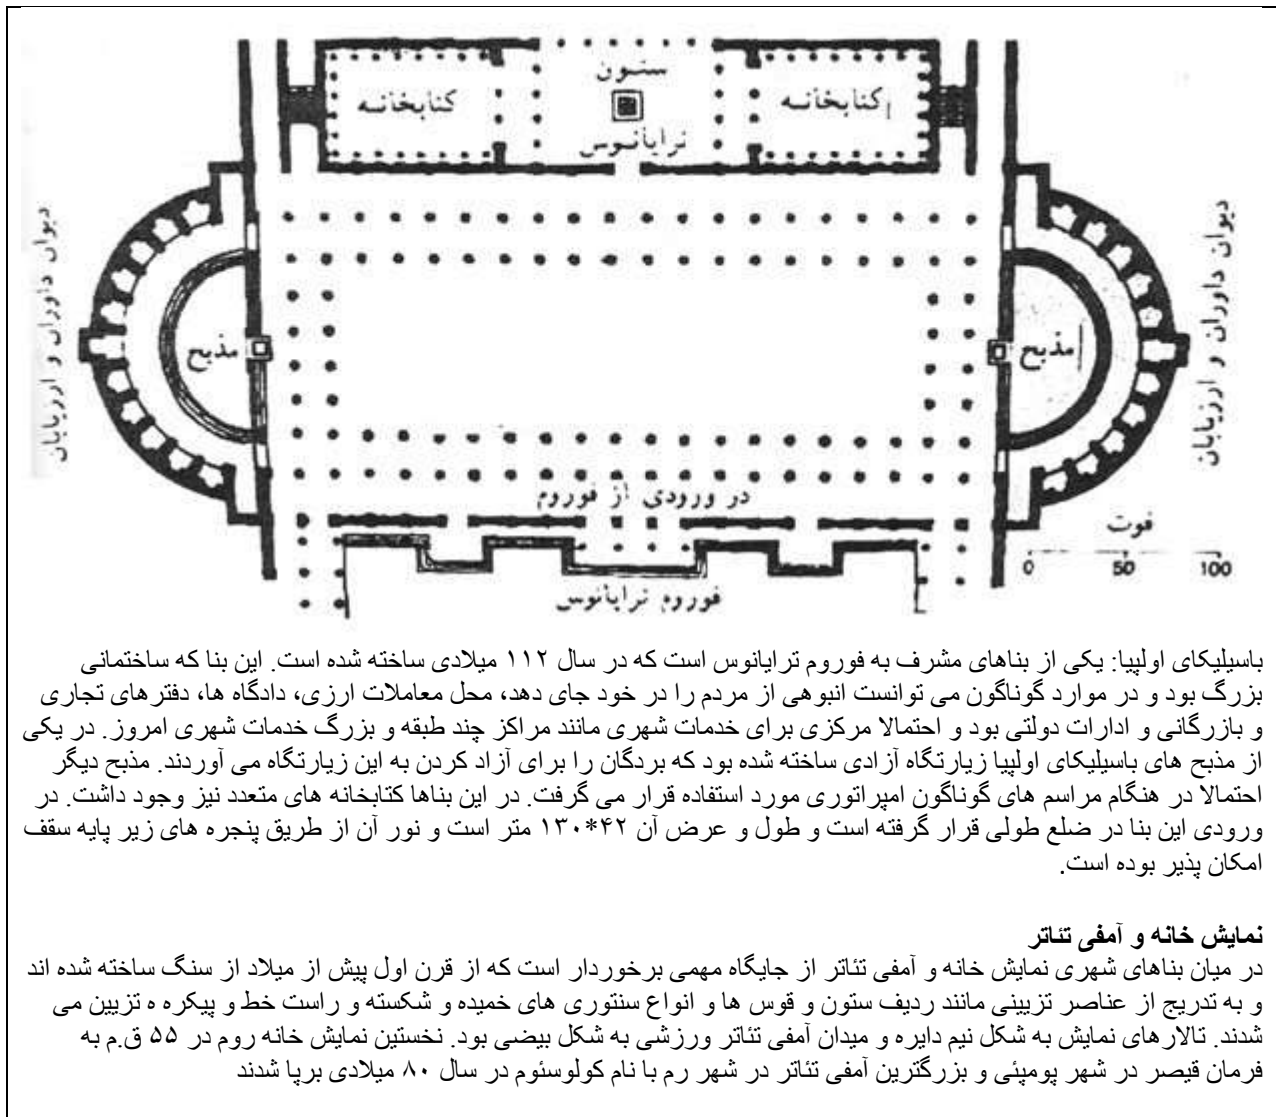 ستون
کتابخانه
کتابخانه
ترایانوس
دیوان داوران و ارزیابان
دیوان داوران و ارزیابان
مذبح
مذبح
در ورودی از فوروم
فوت
0 50 100
فوروم ترایانوس
باسیلیکای اولپیا: یکی از بناهای مشرف به فوروم ترایانوس است که در سال ۱۱۲ میلادی ساخته شده است. این بنا که ساختمانی
بزرگ بود و در موارد گوناگون می توانست انبوهی از مردم را در خود جای دهد، محل معاملات ارزی، دادگاه ها، دفترهای تجاری
و بازرگانی و ادارات دولتی بود و احتمالا مرکزی برای خدمات شهری مانند مراکز چند طبقه و بزرگ خدمات شهری امروز. در یکی
از مذبح های باسیلیکای اولپیا زیارتگاه آزادی ساخته شده بود که بردگان را برای آزاد کردن به این زیارتگاه می آوردند. مذبح دیگر
احتمالا در هنگام مراسم های گوناگون امپراتوری مورد استفاده قرار می گرفت. در این بناها کتابخانه های متعدد نیز وجود داشت. در
ورودی این بنا در ضلع طولی قرار گرفته است و طول و عرض آن ۴۲*۱۳۰ متر است و نور آن از طریق پنجره های زیر پایه سقف
امکان پذیر بوده است.
نمایش خانه و آمفی تئاتر
در میان بناهای شهری نمایش خانه و آمفی تئاتر از جایگاه مهمی برخوردار است که از قرن اول پیش از میلاد از سنگ ساخته شده اند
و به تدریج از عناصر تزیینی مانند ردیف ستون و قوس ها و انواع سنتوری های خمیده و شکسته و راست خط و پیکره ه تزیین می
شدند. تالارهای نمایش به شکل نیم دایره و میدان آمفی تئاتر ورزشی به شکل بیضی بود. نخستین نمایش خانه روم در ۵۵ ق.م به
فرمان قیصر در شهر پومپئی و بزرگترین آمفی تئاتر در شهر رم با نام کولوسئوم در سال ۸۰ میلادی برپا شدند